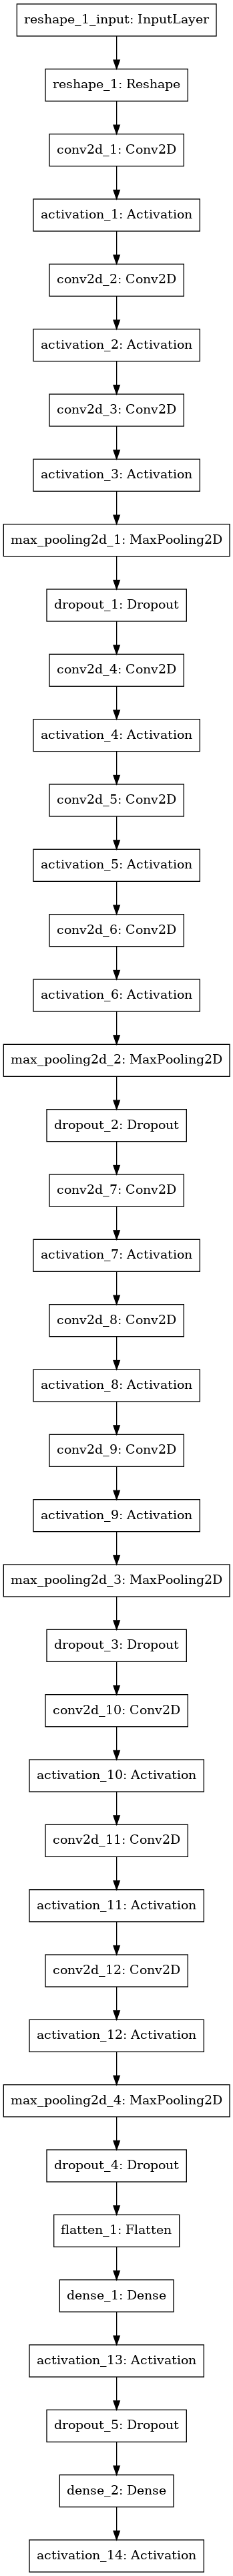 reshape_1_input: InputLayer
reshape_1: Reshape
conv2d_1: Conv2D
activation_1: Activation
conv2d_2: Conv2D
activation_2: Activation
conv2d_3: Conv2D
activation_3: Activation
max_pooling2d_1: MaxPooling2D
dropout_1: Dropout
conv2d_4: Conv2D
activation_4: Activation
conv2d_5: Conv2D
activation_5: Activation
conv2d_6: Conv2D
activation_6: Activation
max_pooling2d_2: MaxPooling2D
dropout_2: Dropout
conv2d_7: Conv2D
activation_7: Activation
conv2d_8: Conv2D
activation_8: Activation
conv2d_9: Conv2D
activation_9: Activation
max_pooling2d_3: MaxPooling2D
dropout_3: Dropout
conv2d_10: Conv2D
activation_10: Activation
conv2d_11: Conv2D
activation_11: Activation
conv2d_12: Conv2D
activation_12: Activation
max_pooling2d_4: MaxPooling2D
dropout_4: Dropout
flatten_1: Flatten
dense_1: Dense
activation_13: Activation
dropout_5: Dropout
dense_2: Dense
activation_14: Activation